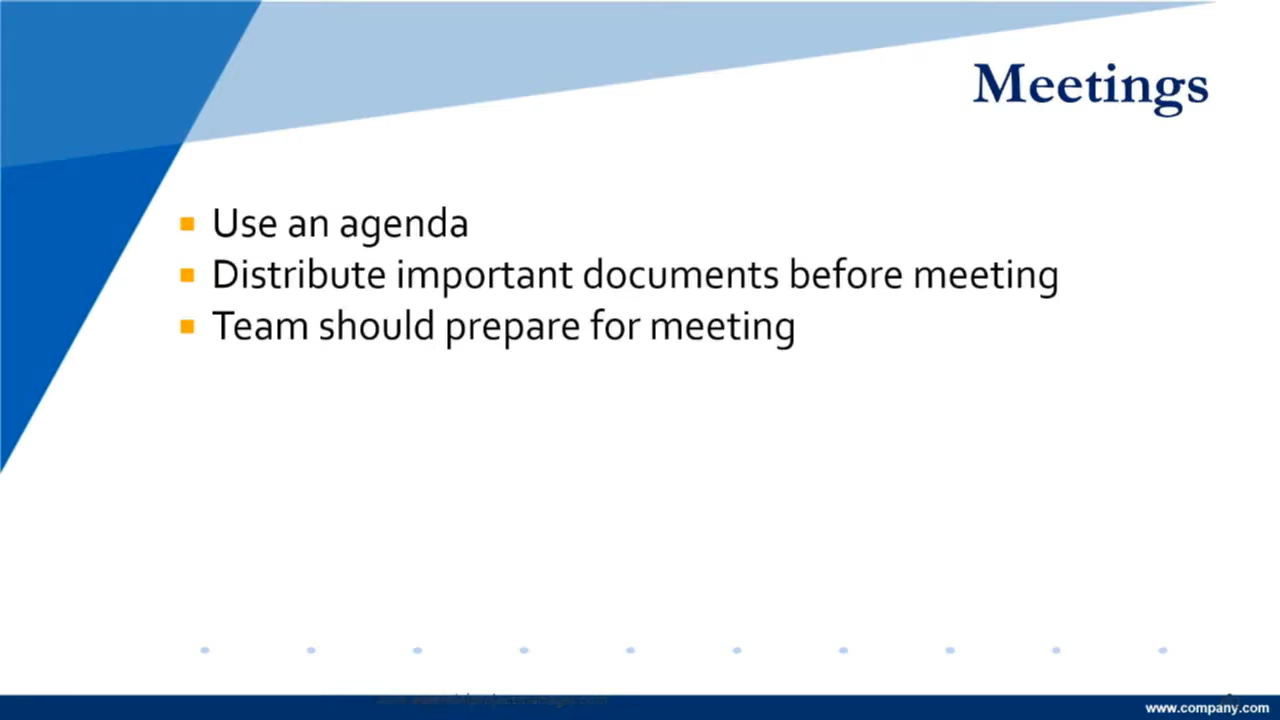 Meetings
Use an agenda
Distribute important documents before meeting
Team should prepare for meeting
www.company.com